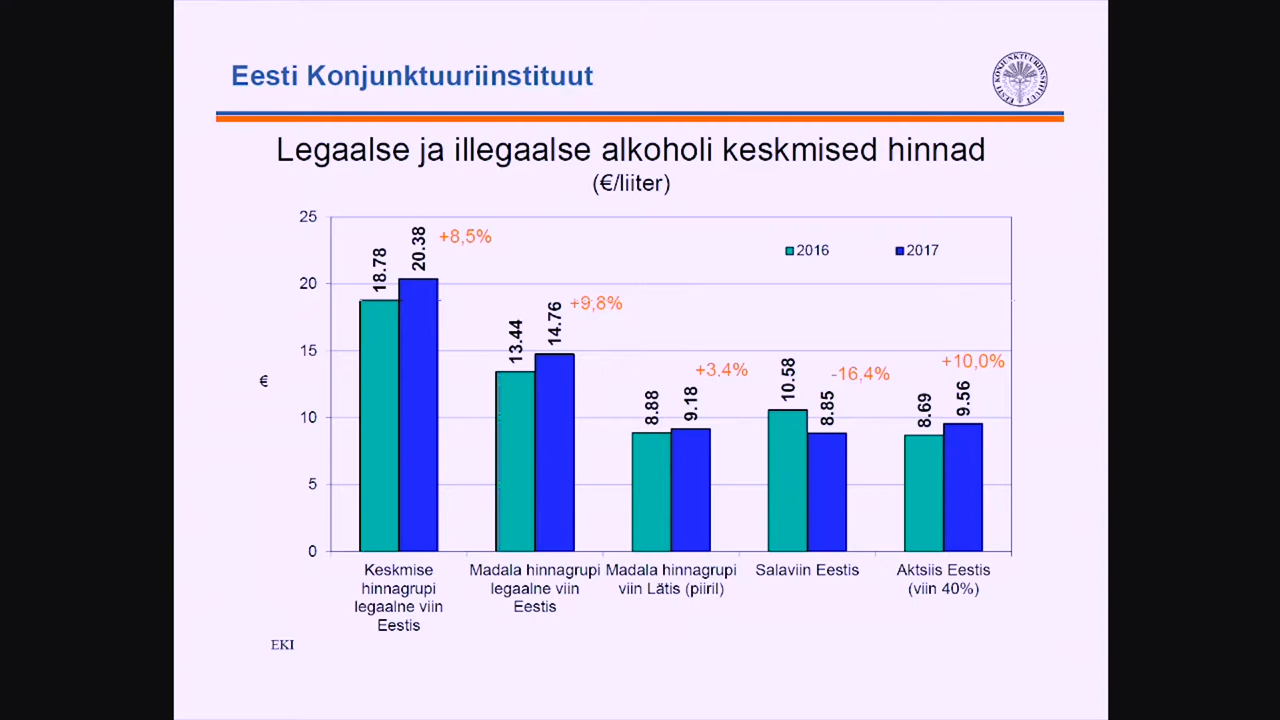 Eesti Konjunktuuriinstituut
EESTI KONJUNKTUURIINSTITUUT
Legaalse ja illegaalse alkoholi keskmised hinnad
(€/liiter)
25
20
15
10
5
0
€
2016
2017
18.78
20.38
+8,5%
13.44
14.76
+9,8%
8.88
9.18
+3,4%
10.58
8.85
-16,4%
8.69
9.56
+10,0%
Keskmise
hinnagrupi
legaalne viin
Eestis
Madala hinnagrupi
legaalne viin
Eestis
Madala hinnagrupi
viin Lätis (piiril)
Salaviin Eestis
Aktsiis Eestis
(viin 40%)
EKI